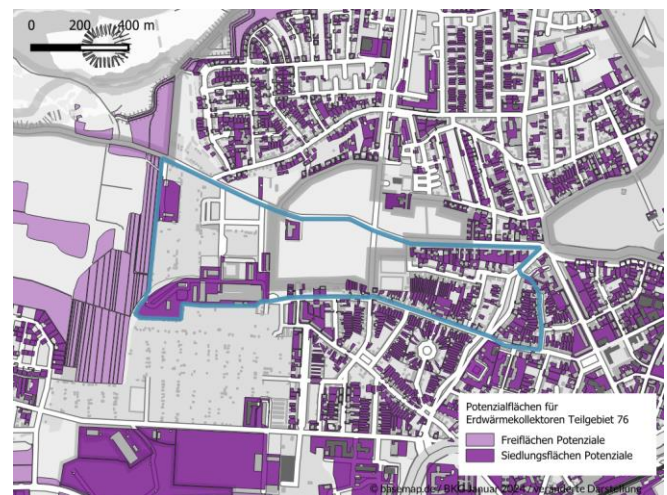 0 200 400 m
Potenzialflächen für
Erdwärmekollektoren Teilgebiet 76
Freiflächen Potenziale
Siedlungsflächen Potenziale
© basemap.de / BKG Januar 2024 / veränderte Darstellung